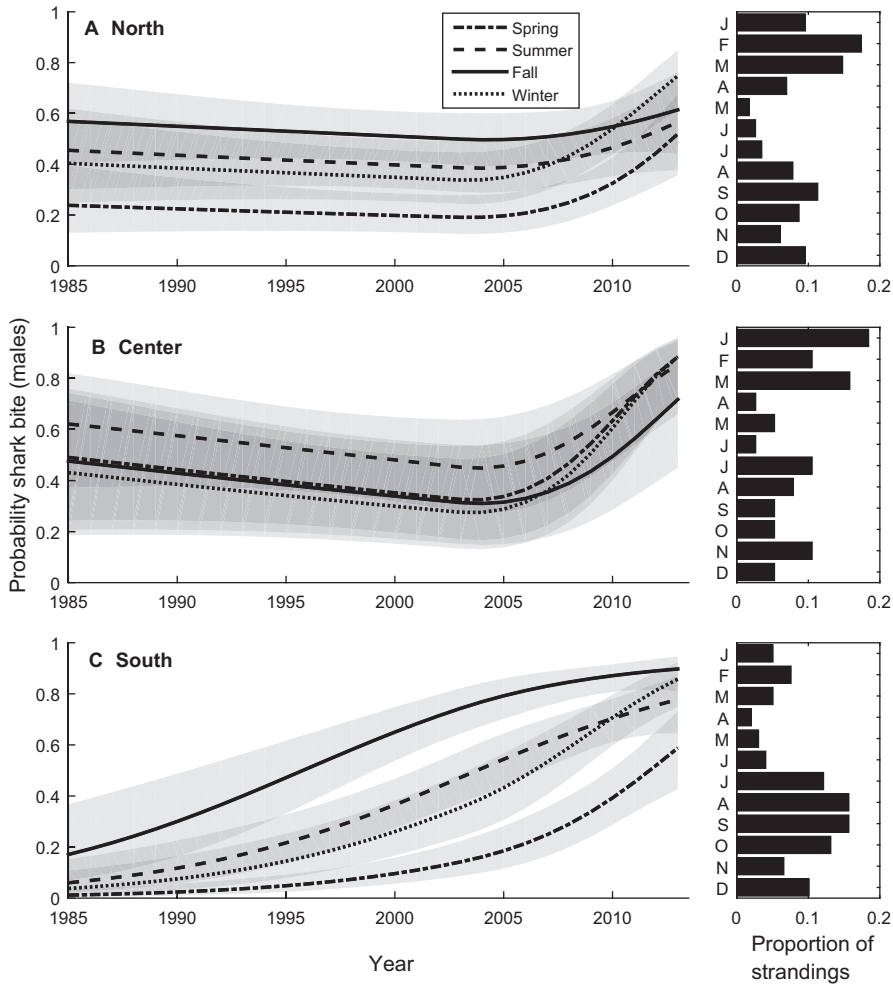 A North
Spring
Summer
Fall
Winter
1
0.8
0.6
0.4
0.2
0
1985 1990 1995 2000 2005 2010
J
F
M
A
M
J
J
A
S
O
N
D
0 0.1 0.2
Probability shark bite (males)
B Center
1
0.8
0.6
0.4
0.2
0
1985 1990 1995 2000 2005 2010
J
F
M
A
M
J
J
A
S
O
N
D
0 0.1 0.2
C South
1
0.8
0.6
0.4
0.2
0
1985 1990 1995 2000 2005 2010
Year
J
F
M
A
M
J
J
A
S
O
N
D
0 0.1 0.2
Proportion of
strandings